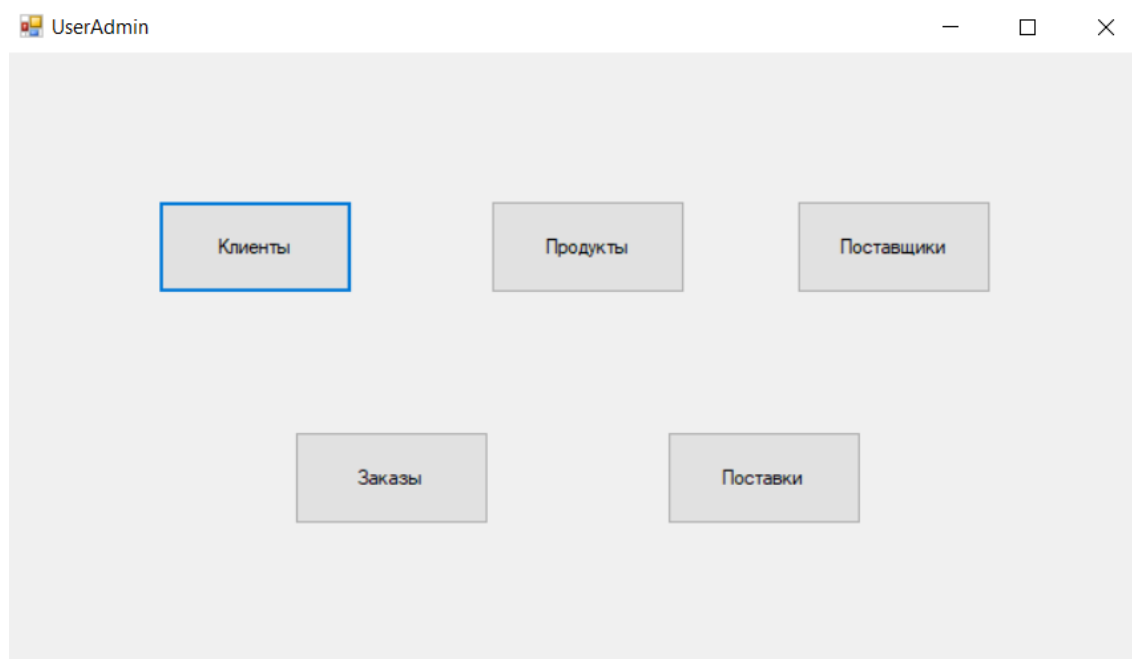 UserAdmin
Клиенты
Продукты
Поставщики
Заказы
Поставки